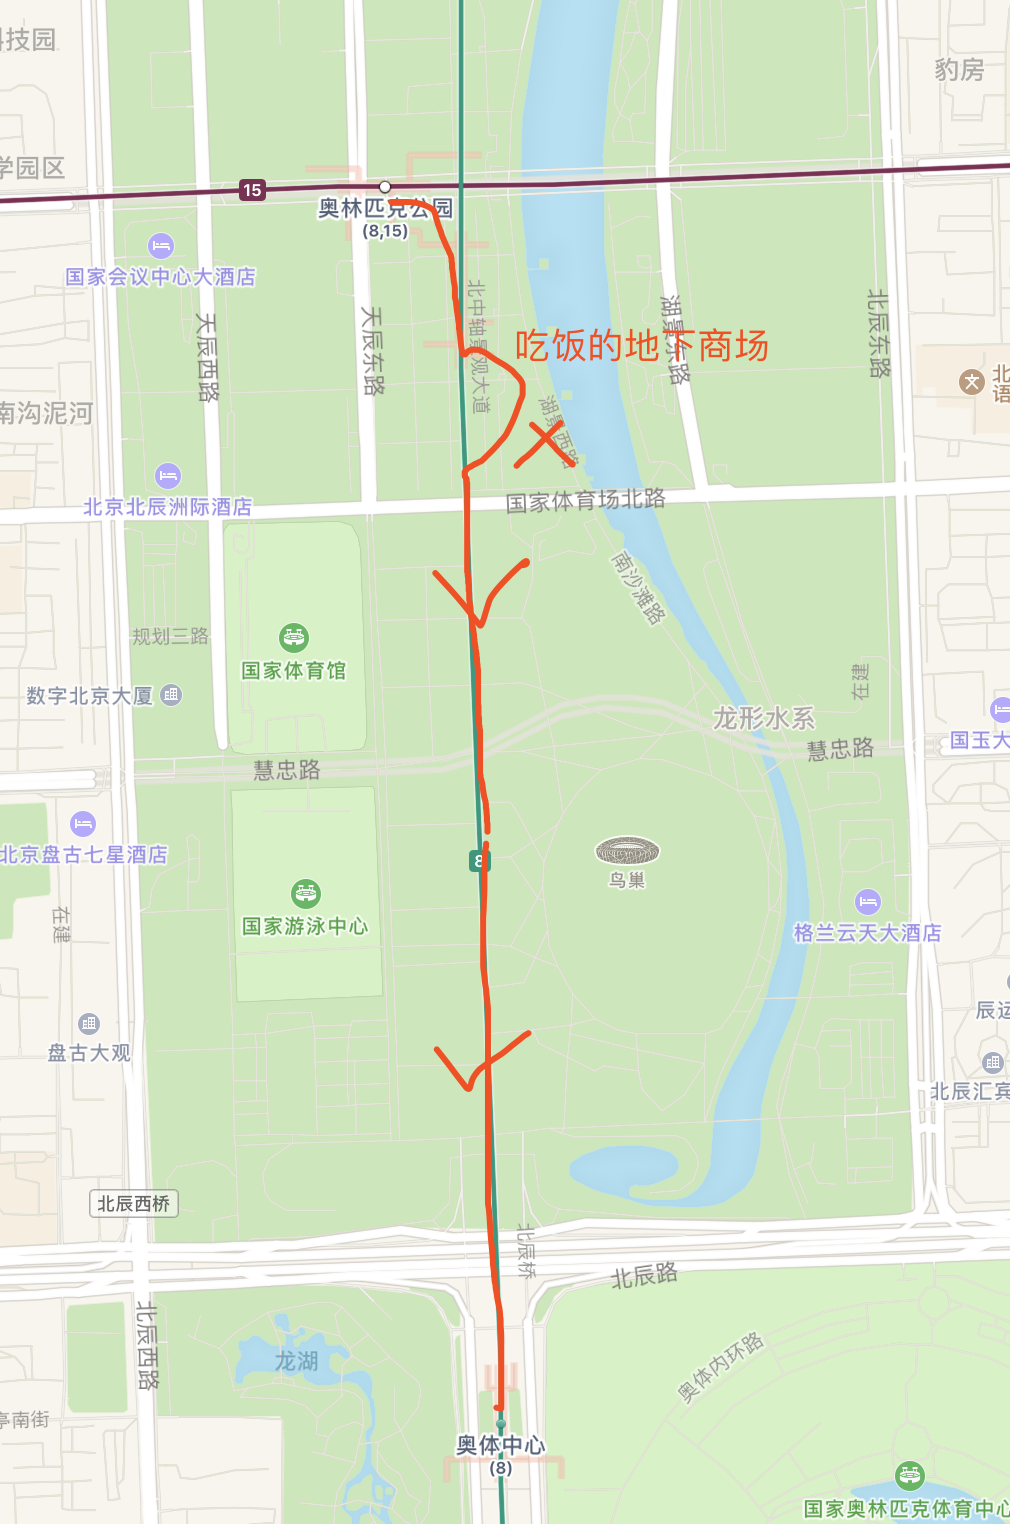 科技园
豹房
学园区
15
奥林匹克公园
(8,15)
国家会议中心大酒店
北中轴景观大道
天辰西路
天辰东路
湖景东路
北辰东路
吃饭的地下商场
南沟泥河
湖景西路
北
语
北京北辰洲际酒店
国家体育场北路
南沙滩路
规划三路
国家体育馆
数字北京大厦
在建
龙形水系
国玉大
慧忠路
慧忠路
北京盘古七星酒店
8
鸟巢
国家游泳中心
在建
格兰云天大酒店
盘古大观
辰运
北辰汇宾
北辰西桥
北辰桥
北辰路
北辰西路
龙湖
奥体内环路
亭南街
奥体中心
(8)
国家奥林匹克体育中心